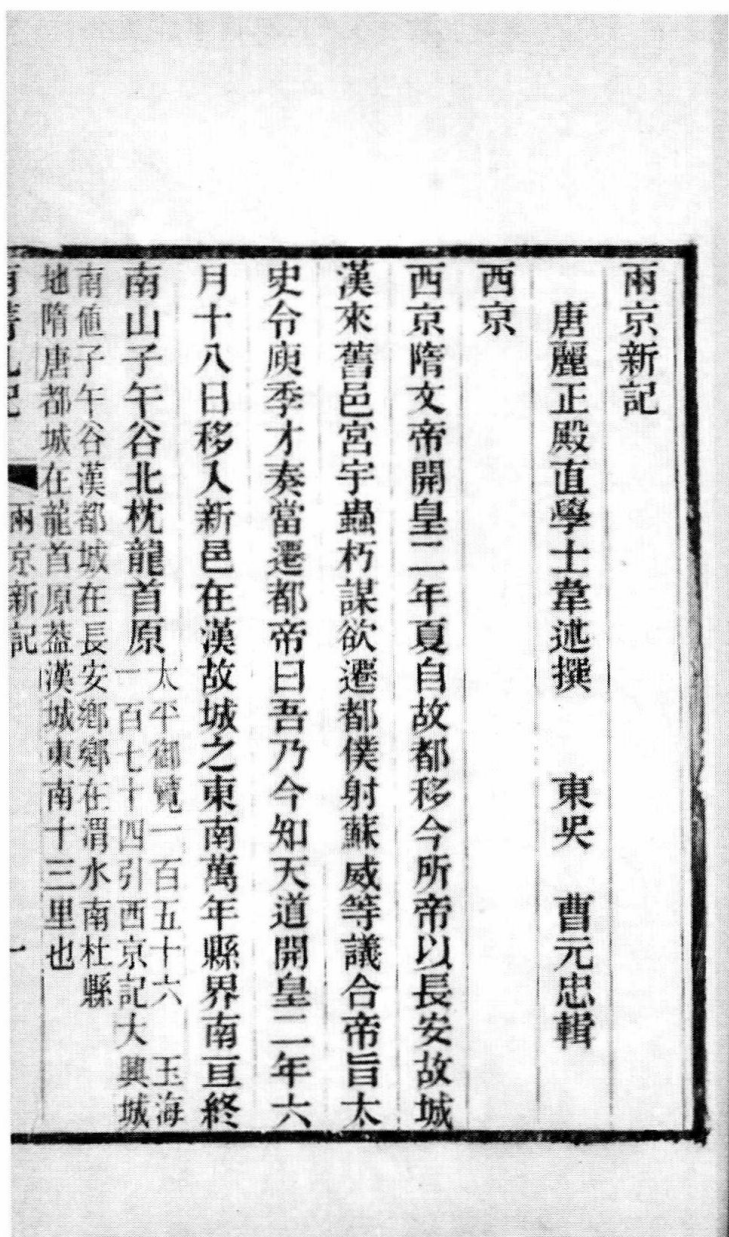 兩京新記
唐麗正殿直學士韋述撰　東吳　曹元忠輯
西京
西京隋文帝開皇二年夏自故都移今所帝以長安故城
漢來舊邑宮宇蟲朽謀欲遷都僕射蘇威等議合帝旨太
史令庾季才奏當遷都帝曰吾乃今知天道開皇二年六
月十八日移入新邑在漢故城之東南萬年縣界南亘終
南山子午谷北枕龍首原
太平御覽一百五十六　玉海
一百七十四引西京記大興城
南値子午谷漢都城在長安鄉鄉在渭水南杜縣
地隋唐都城在龍首原葢漢城東南十三里也
兩京新記
一